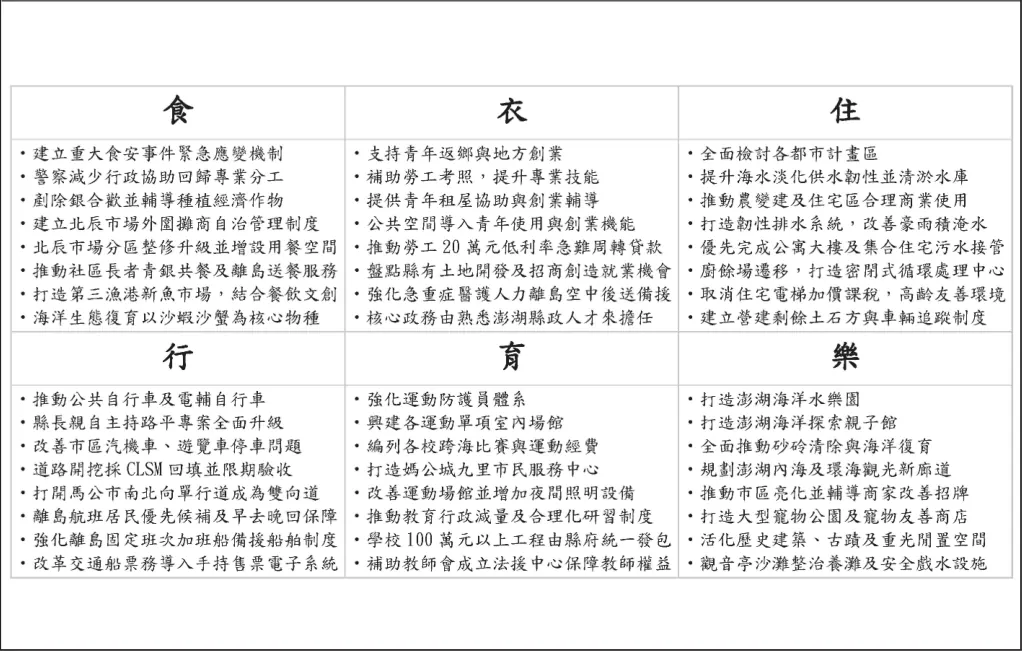 食
・建立重大食安事件緊急應變機制
・警察減少行政協助回歸專業分工
・剷除銀合歡並輔導種植經濟作物
・建立北辰市場外圍攤商自治管理制度
・北辰市場分區整修升級並增設用餐空間
・推動社區長者青銀共餐及離島送餐服務
・打造第三漁港新魚市場，結合餐飲文創
・海洋生態復育以沙蝦沙蟹為核心物種
衣
・支持青年返鄉與地方創業
・補助勞工考照，提升專業技能
・提供青年租屋協助與創業輔導
・公共空間導入青年使用與創業機能
・推動勞工20萬元低利率急難周轉貸款
・盤點縣有土地開發及招商創造就業機會
・強化急重症醫護人力離島空中後送備援
・核心政務由熟悉澎湖縣政人才來擔任
住
・全面檢討各都市計畫區
・提升海水淡化供水韌性並清淤水庫
・推動農變建及住宅區合理商業使用
・打造韌性排水系統，改善豪雨積淹水
・優先完成公寓大樓及集合住宅污水接管
・廚餘場遷移，打造密閉式循環處理中心
・取消住宅電梯加價課稅，高齡友善環境
・建立營建剩餘土石方與車輛追蹤制度
行
・推動公共自行車及電輔自行車
・縣長親自主持路平專案全面升級
・改善市區汽機車、遊覽車停車問題
・道路開挖採CLSM回填並限期驗收
・打開馬公市南北向單行道成為雙向道
・離島航班居民優先候補及早去晚回保障
・強化離島固定班次加班船備援船舶制度
・改革交通船票務導入手持售票電子系統
育
・強化運動防護員體系
・興建各運動單項室內場館
・編列各校跨海比賽與運動經費
・打造媽公城九里市民服務中心
・改善運動場館並增加夜間照明設備
・推動教育行政減量及合理化研習制度
・學校100萬元以上工程由縣府統一發包
・補助教師會成立法援中心保障教師權益
樂
・打造澎湖海洋水樂園
・打造澎湖海洋探索親子館
・全面推動砂砱清除與海洋復育
・規劃澎湖內海及環海觀光新廊道
・推動市區亮化並輔導商家改善招牌
・打造大型寵物公園及寵物友善商店
・活化歷史建築、古蹟及重光閒置空間
・觀音亭沙灘整治養灘及安全戲水設施